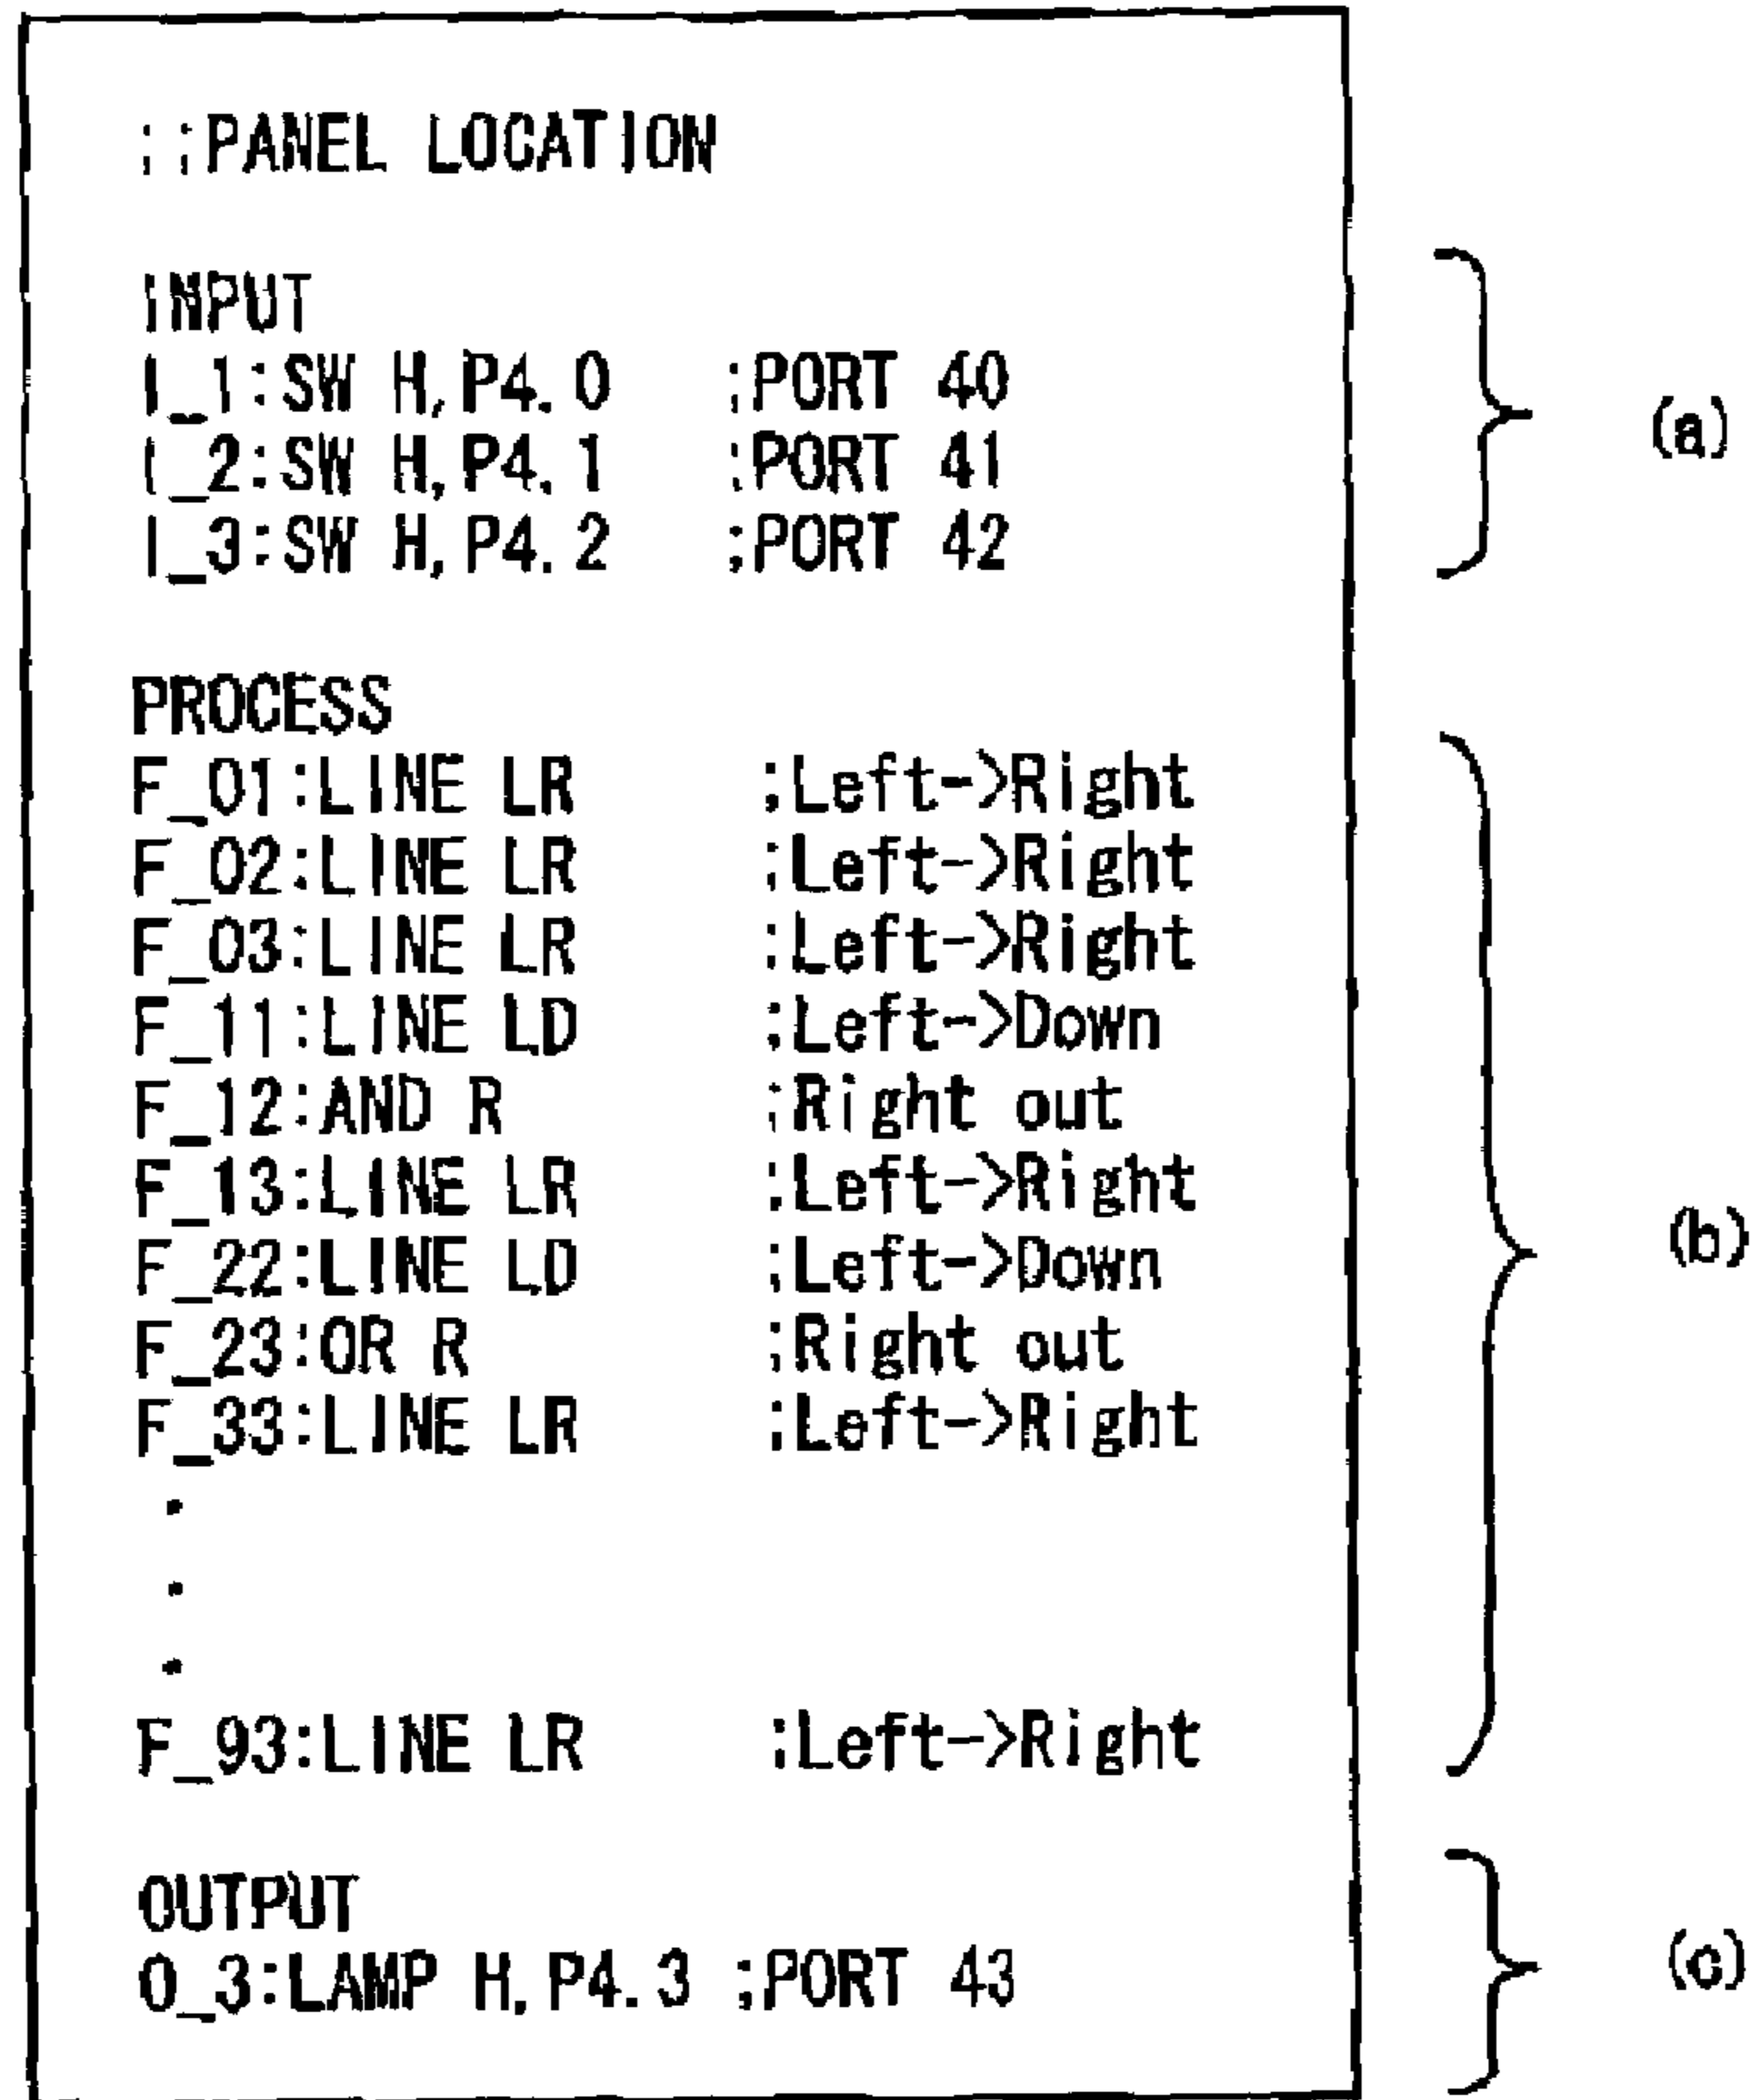 ;;PANEL LOCATION
INPUT
I_1:SW H,P4.0 ;PORT 40
I_2:SW H,P4.1 ;PORT 41
I_3:SW H,P4.2 ;PORT 42
(a)
PROCESS
F_01:LINE LR ;Left->Right
F_02:LINE LR ;Left->Right
F_03:LINE LR ;Left->Right
F_11:LINE LD ;Left->Down
F_12:AND R ;Right out
F_13:LINE LR ;Left->Right
F_22:LINE LD ;Left->Down
F_23:OR R ;Right out
F_33:LINE LR ;Left->Right
.
.
.
F_93:LINE LR ;Left->Right
(b)
OUTPUT
O_3:LAMP H,P4.3 ;PORT 43
(c)